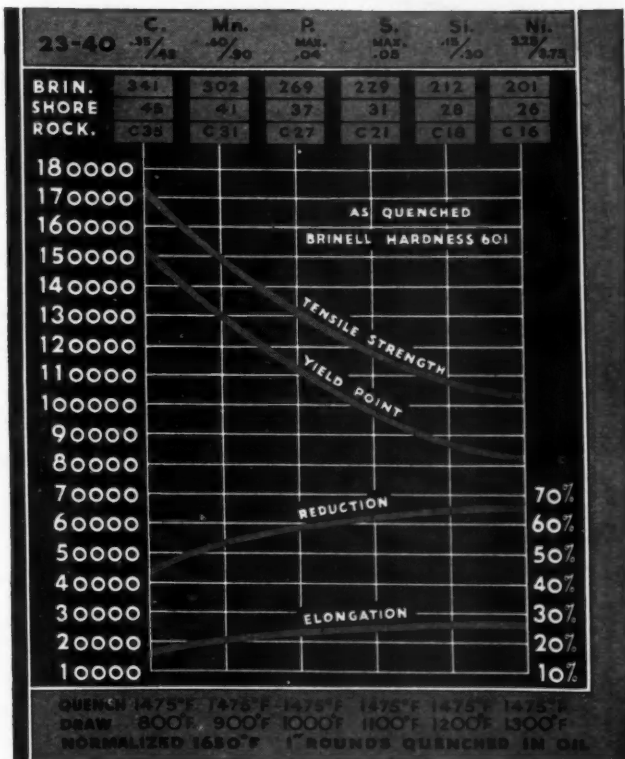 C. Mn. P. S. Si. Ni.
23-40 .35/.45 .60/.90 MAX. .04 MAX. .05 .15/.30 3.25/3.75
BRIN. 341 302 269 229 212 201
SHORE 48 41 37 31 28 26
ROCK. C35 C31 C27 C21 C18 C16
180000
170000
AS QUENCHED
160000
BRINELL HARDNESS 601
150000
140000
130000
TENSILE STRENGTH
120000
110000
YIELD POINT
100000
90000
80000
70000 70%
REDUCTION
60000 60%
50000 50%
40000 40%
30000 ELONGATION 30%
20000 20%
10000 10%
QUENCH 1475°F 1475°F 1475°F 1475°F 1475°F 1475°F
DRAW 800°F 900°F 1000°F 1100°F 1200°F 1300°F
NORMALIZED 1650°F 1" ROUNDS QUENCHED IN OIL